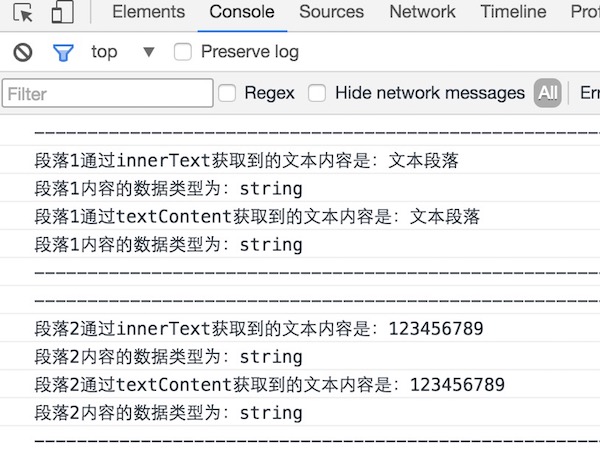 Elements Console Sources Network Timeline Prof
top ▼ Preserve log
Filter Regex Hide network messages All Err
------------------------------------------------------
段落1通过innerText获取到的文本内容是：文本段落
段落1内容的数据类型为：string
段落1通过textContent获取到的文本内容是：文本段落
段落1内容的数据类型为：string
------------------------------------------------------
------------------------------------------------------
段落2通过innerText获取到的文本内容是：123456789
段落2内容的数据类型为：string
段落2通过textContent获取到的文本内容是：123456789
段落2内容的数据类型为：string
------------------------------------------------------